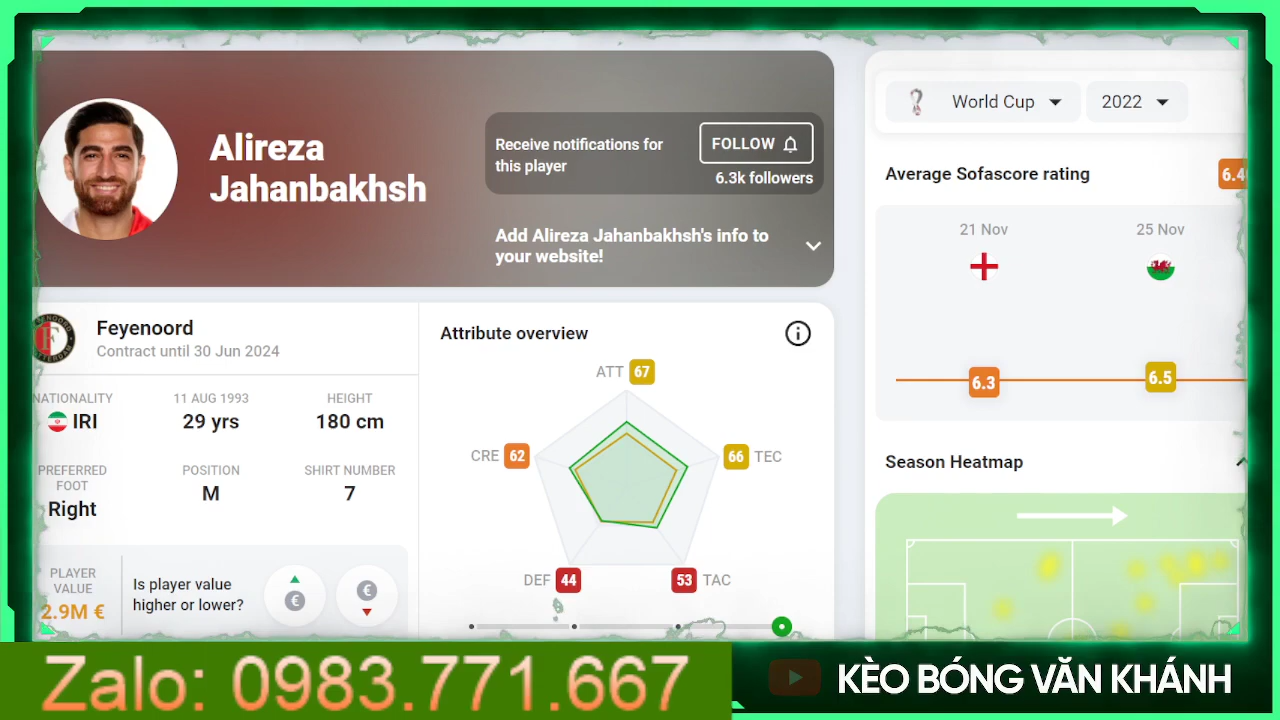 Alireza
Jahanbakhsh
Receive notifications for
this player
FOLLOW
6.3k followers
Add Alireza Jahanbakhsh's info to
your website!
World Cup
2022
Average Sofascore rating
6.4
21 Nov
25 Nov
6.3
6.5
Season Heatmap
Feyenoord
Contract until 30 Jun 2024
NATIONALITY
IRI
11 AUG 1993
29 yrs
HEIGHT
180 cm
PREFERRED
FOOT
Right
POSITION
M
SHIRT NUMBER
7
PLAYER
VALUE
2.9M €
Is player value
higher or lower?
€
€
Attribute overview
ATT 67
CRE 62
66 TEC
DEF 44
53 TAC
Zalo: 0983.771.667
KÈO BÓNG VĂN KHÁNH